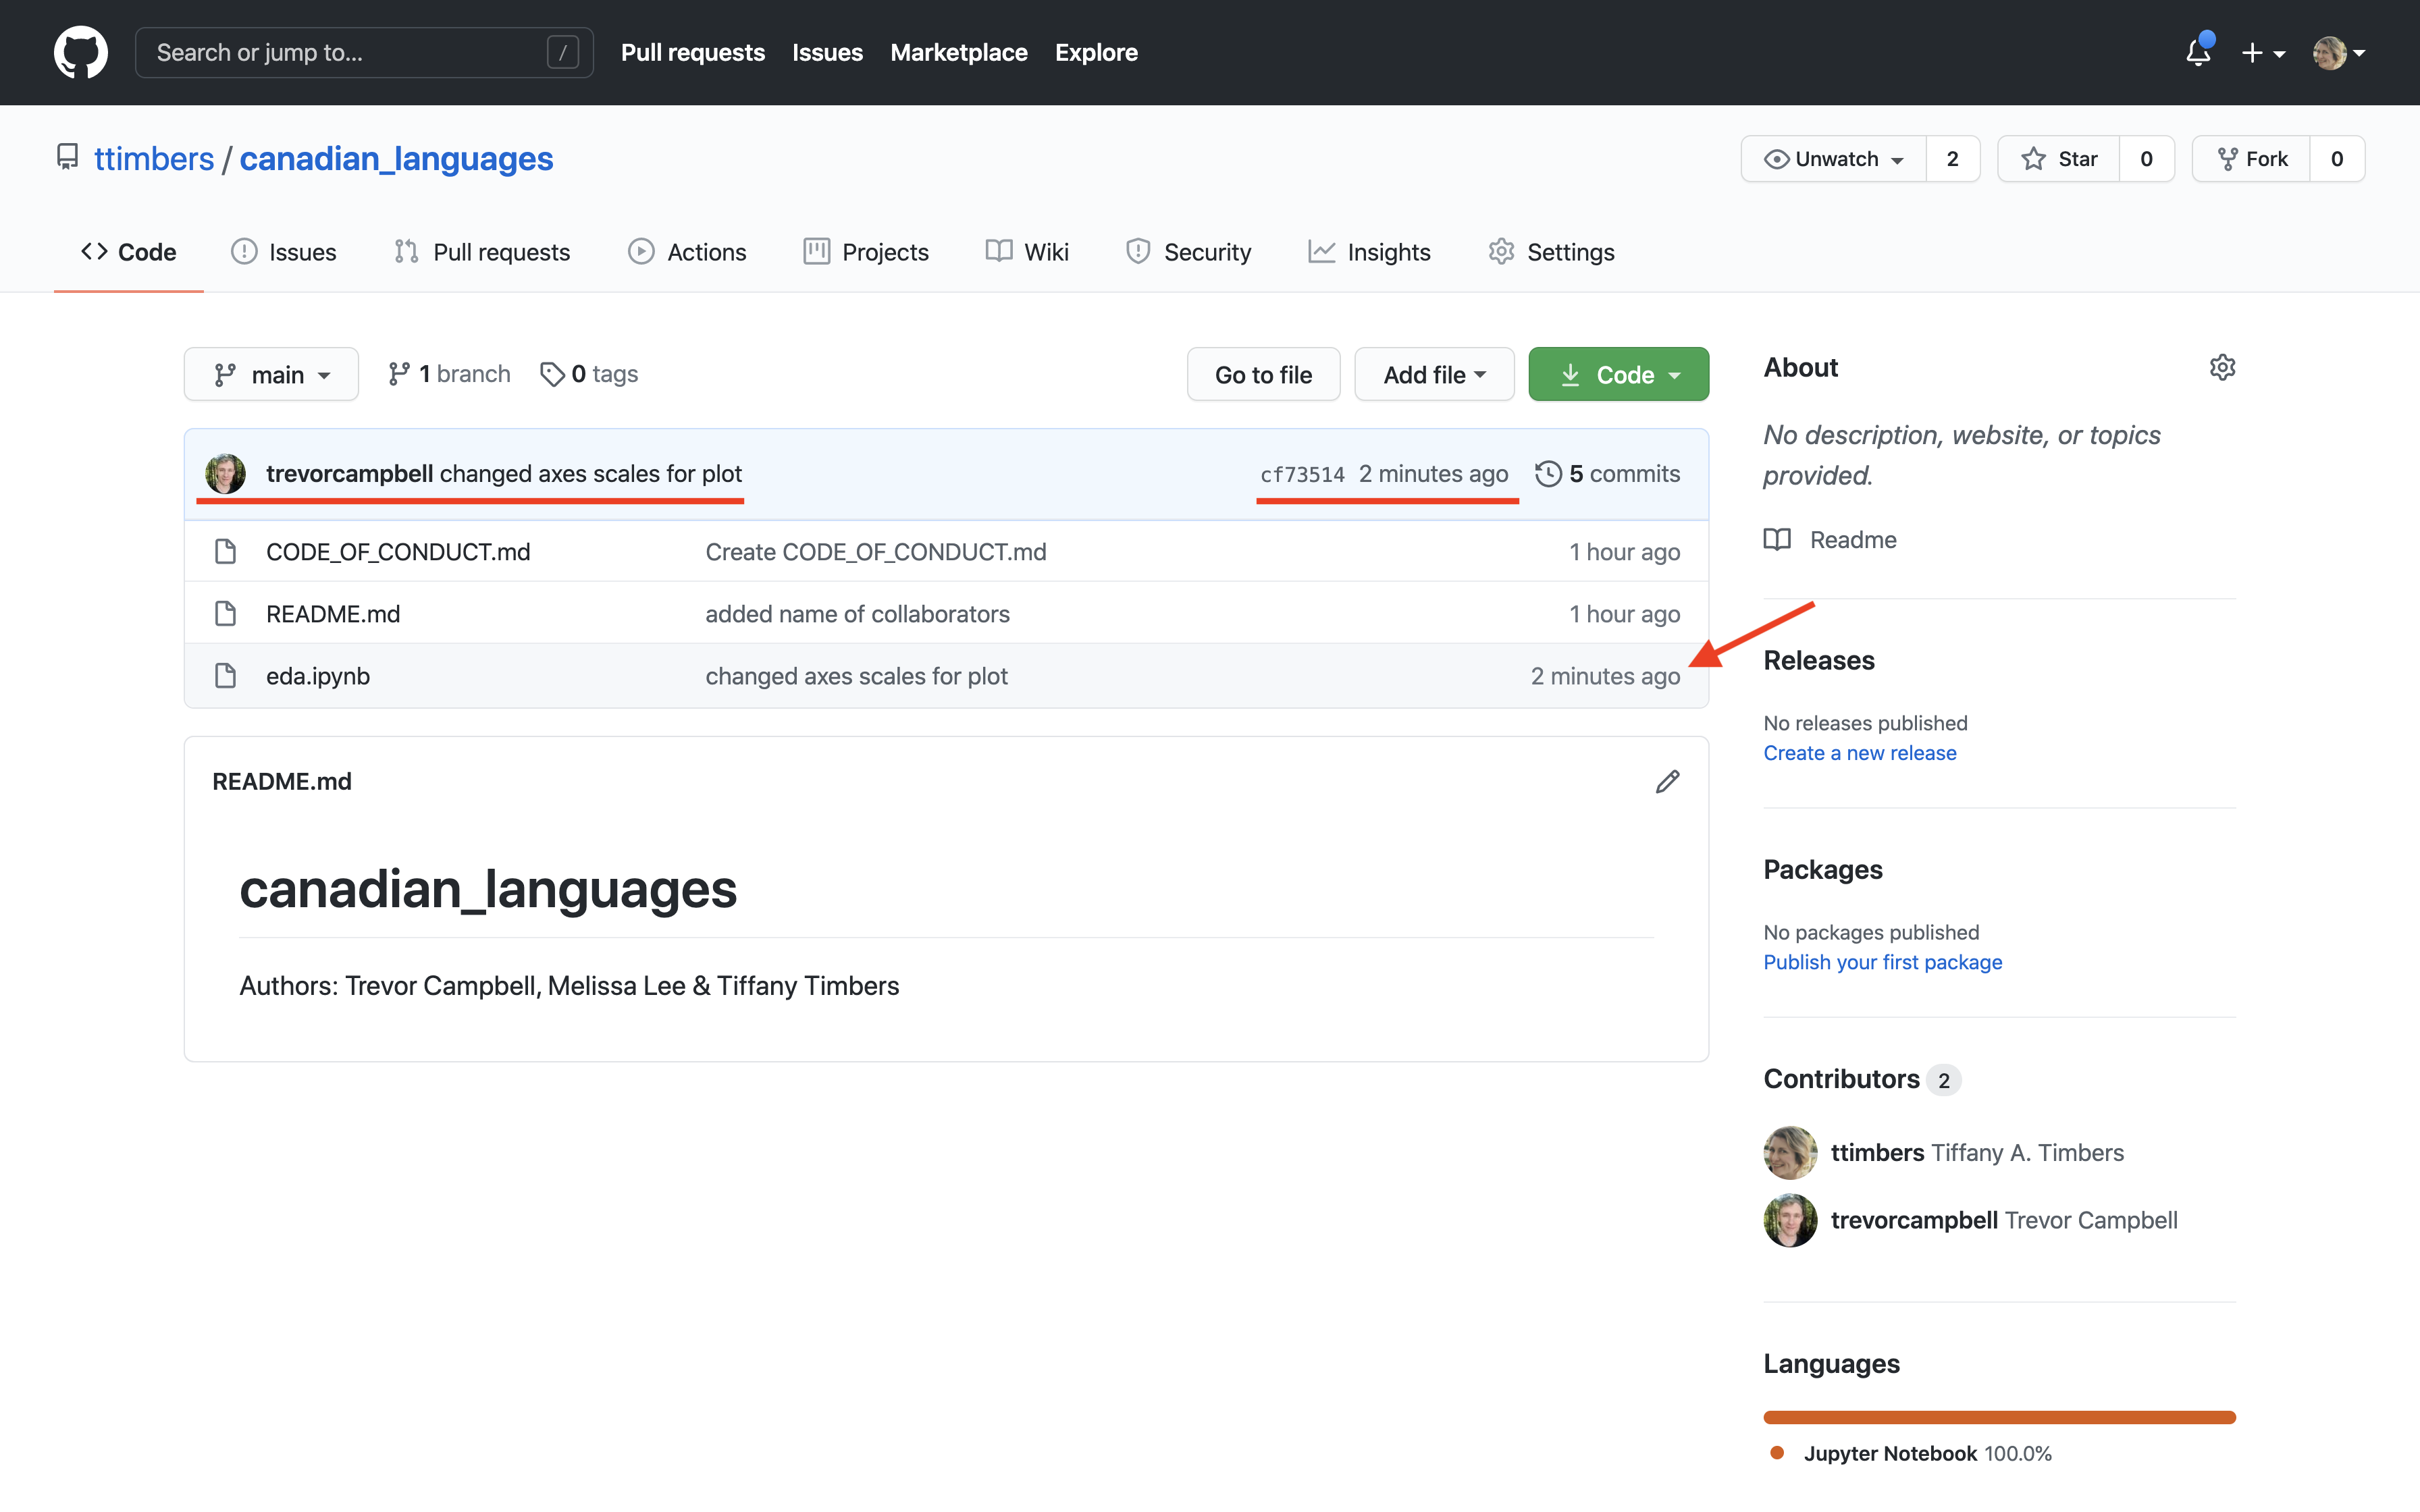 Search or jump to... /
Pull requests Issues Marketplace Explore
ttimbers / canadian_languages
Unwatch 2 Star 0 Fork 0
Code Issues Pull requests Actions Projects Wiki Security Insights Settings
main 1 branch 0 tags Go to file Add file Code
trevorcampbell changed axes scales for plot cf73514 2 minutes ago 5 commits
CODE_OF_CONDUCT.md Create CODE_OF_CONDUCT.md 1 hour ago
README.md added name of collaborators 1 hour ago
eda.ipynb changed axes scales for plot 2 minutes ago
README.md
canadian_languages
Authors: Trevor Campbell, Melissa Lee & Tiffany Timbers
About
No description, website, or topics
provided.
Readme
Releases
No releases published
Create a new release
Packages
No packages published
Publish your first package
Contributors 2
ttimbers Tiffany A. Timbers
trevorcampbell Trevor Campbell
Languages
Jupyter Notebook 100.0%